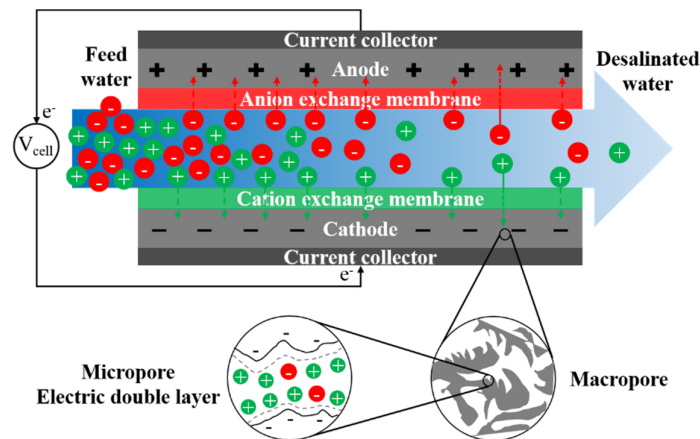 Current collector
Feed
water
Anode
Desalinated
water
Anion exchange membrane
e-
Vcell
Cation exchange membrane
Cathode
Current collector
e-
Micropore
Electric double layer
Macropore